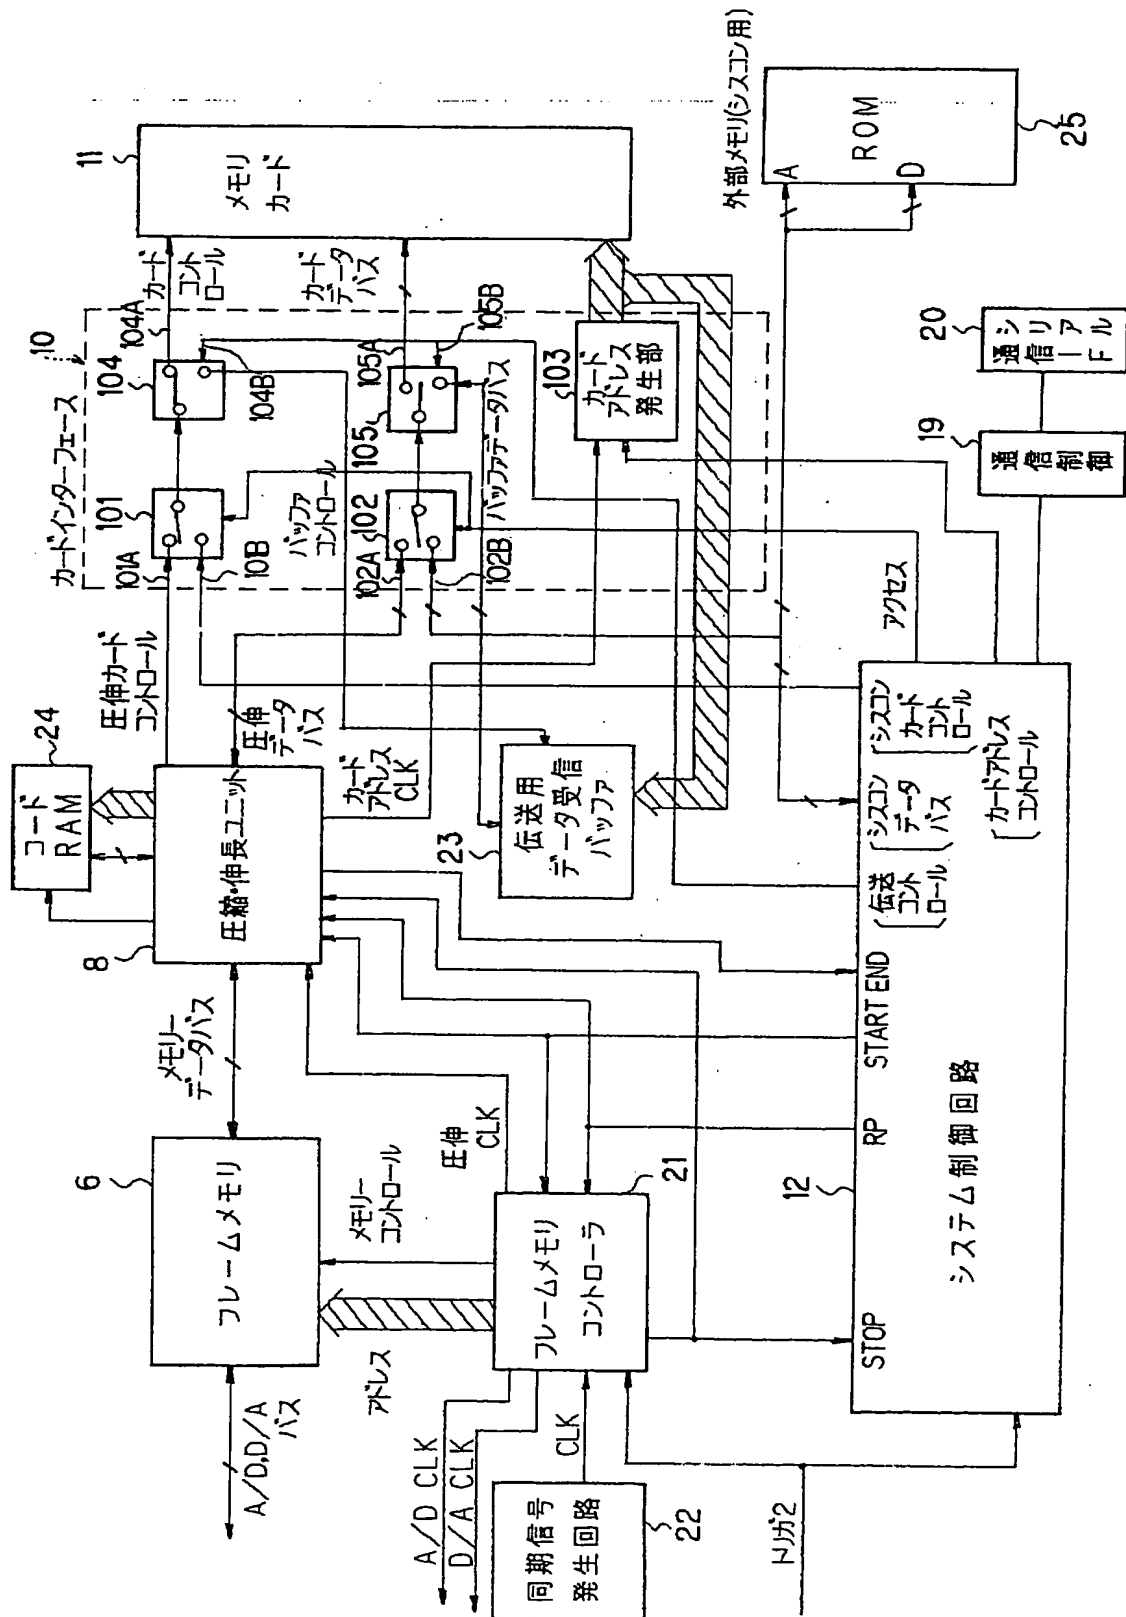 A/D,D/A
バス
6
フレームメモリ
メモリー
データバス
8
圧縮・伸長ユニット
24
コード
RAM
圧伸カード
コントロール
圧伸
データ
バス
カード
アドレス
CLK
カードインターフェース
10
101A
101
101B
104
104A
104B
カード
コント
ロール
11
メモリ
カード
バッファ
コントロール
102A
102
102B
105
105A
105B
カード
データ
バス
バッファデータバス
103
カード
アドレス
発生部
外部メモリ(シスコン用)
A
D
ROM
25
アドレス
メモリー
コントロール
圧伸
CLK
A/D CLK
D/A CLK
フレームメモリ
コントローラ
21
23
伝送用
データ受信
バッファ
同期信号
発生回路
22
CLK
トリガ2
12
システム制御回路
STOP
RP
START
END
伝送
コント
ロール
シスコン
データ
バス
シスコン
カード
コント
ロール
カードアドレス
コントロール
アクセス
19
通信制御
20
シリアル
通信I-F